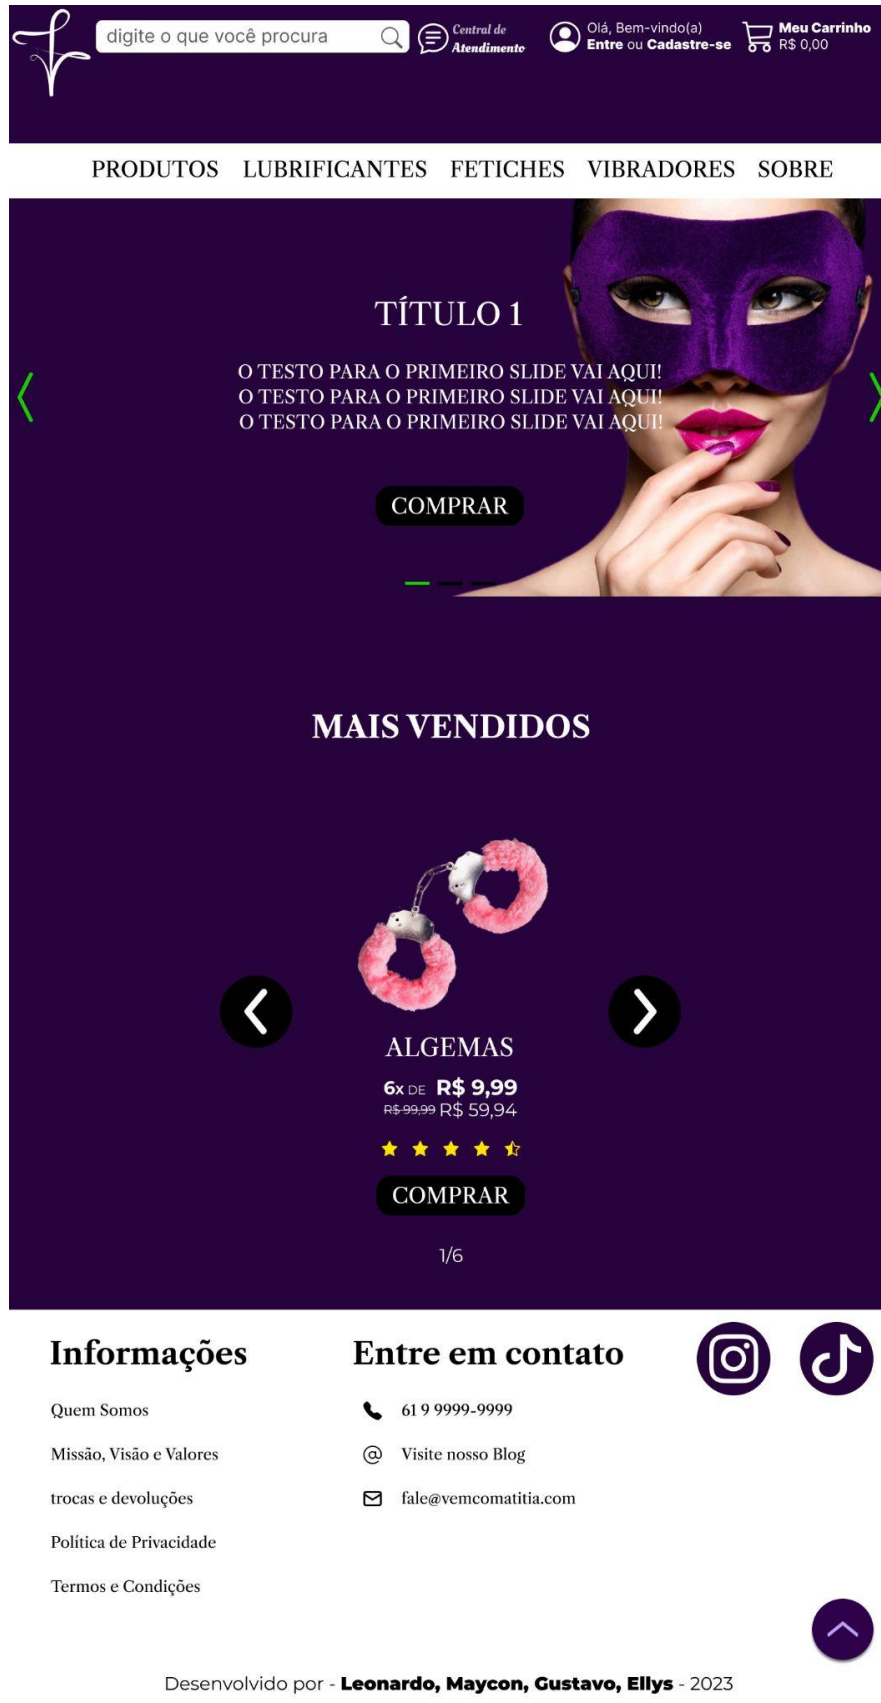 digite o que você procura
Central de
Atendimento
Olá, Bem-vindo(a)
Entre ou Cadastre-se
Meu Carrinho
R$ 0,00
PRODUTOS LUBRIFICANTES FETICHES VIBRADORES SOBRE
TÍTULO 1
O TESTO PARA O PRIMEIRO SLIDE VAI AQUI!
O TESTO PARA O PRIMEIRO SLIDE VAI AQUI!
O TESTO PARA O PRIMEIRO SLIDE VAI AQUI!
COMPRAR
MAIS VENDIDOS
ALGEMAS
6x DE R$ 9,99
R$ 99,99 R$ 59,94
COMPRAR
1/6
Informações
Quem Somos
Missão, Visão e Valores
trocas e devoluções
Política de Privacidade
Termos e Condições
Entre em contato
61 9 9999-9999
Visite nosso Blog
fale@vemcomatitia.com
Desenvolvido por - Leonardo, Maycon, Gustavo, Ellys - 2023